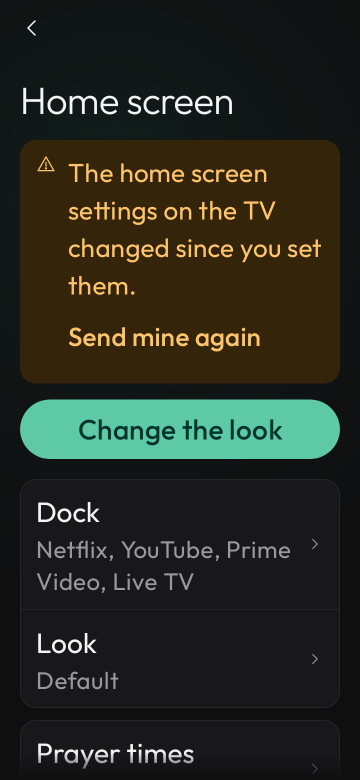 Home screen
The home screen
settings on the TV
changed since you set
them.
Send mine again
Change the look
Dock
Netflix, YouTube, Prime
Video, Live TV
Look
Default
Prayer times